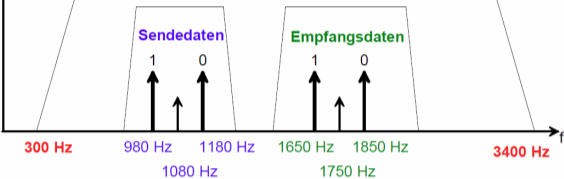 Sendedaten
Empfangsdaten
1 0
1 0
f
300 Hz
980 Hz 1180 Hz
1650 Hz 1850 Hz
3400 Hz
1080 Hz
1750 Hz